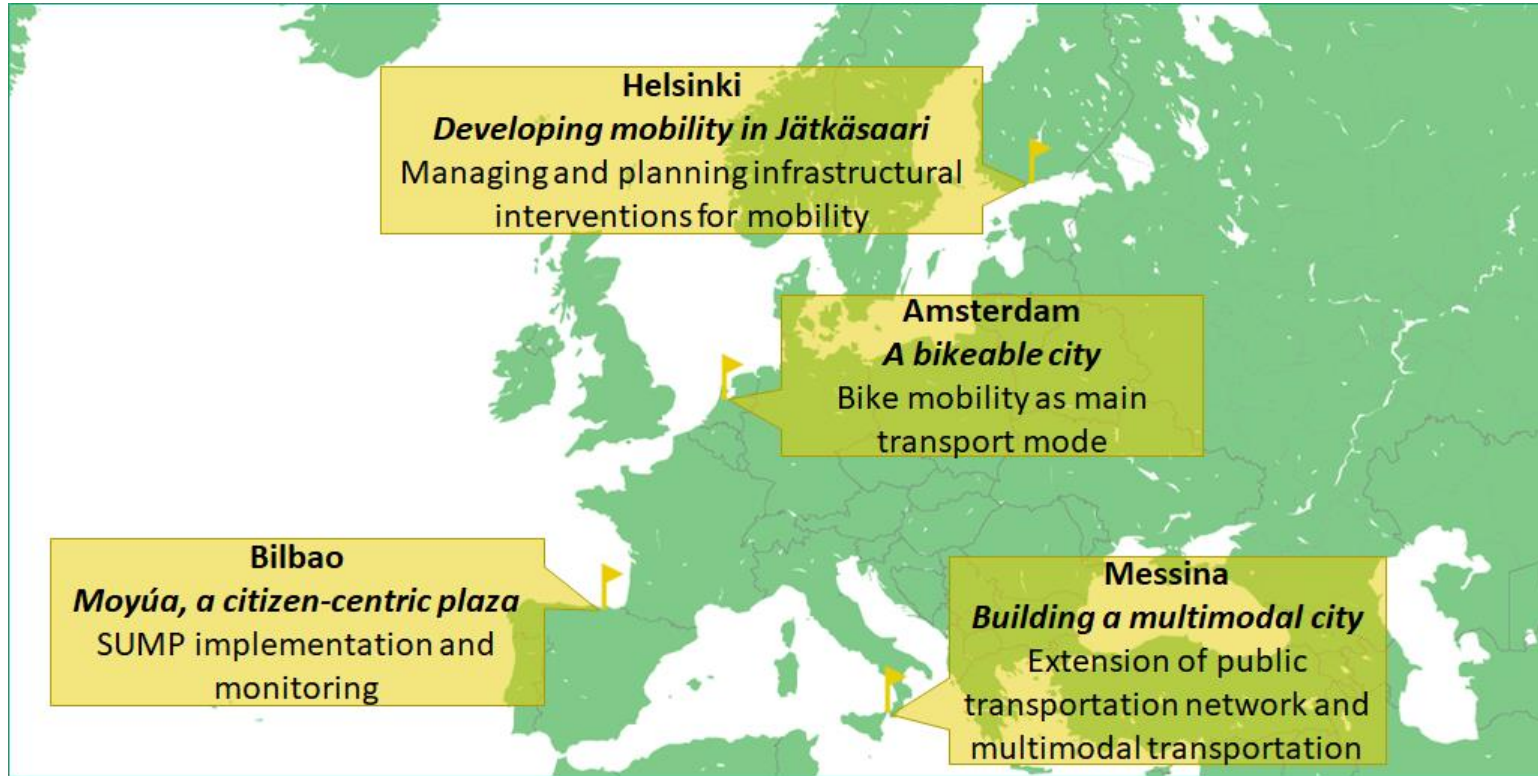 Helsinki
Developing mobility in Jätkäsaari
Managing and planning infrastructural
interventions for mobility
Amsterdam
A bikeable city
Bike mobility as main
transport mode
Bilbao
Moyúa, a citizen-centric plaza
SUMP implementation and
monitoring
Messina
Building a multimodal city
Extension of public
transportation network and
multimodal transportation